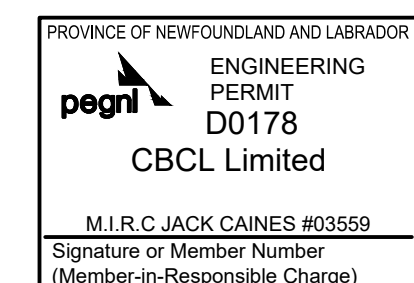 PROVINCE OF NEWFOUNDLAND AND LABRADOR
pegnl
ENGINEERING
PERMIT
D0178
CBCL Limited
M.I.R.C JACK CAINES #03559
Signature or Member Number
(Member-in-Responsible Charge)